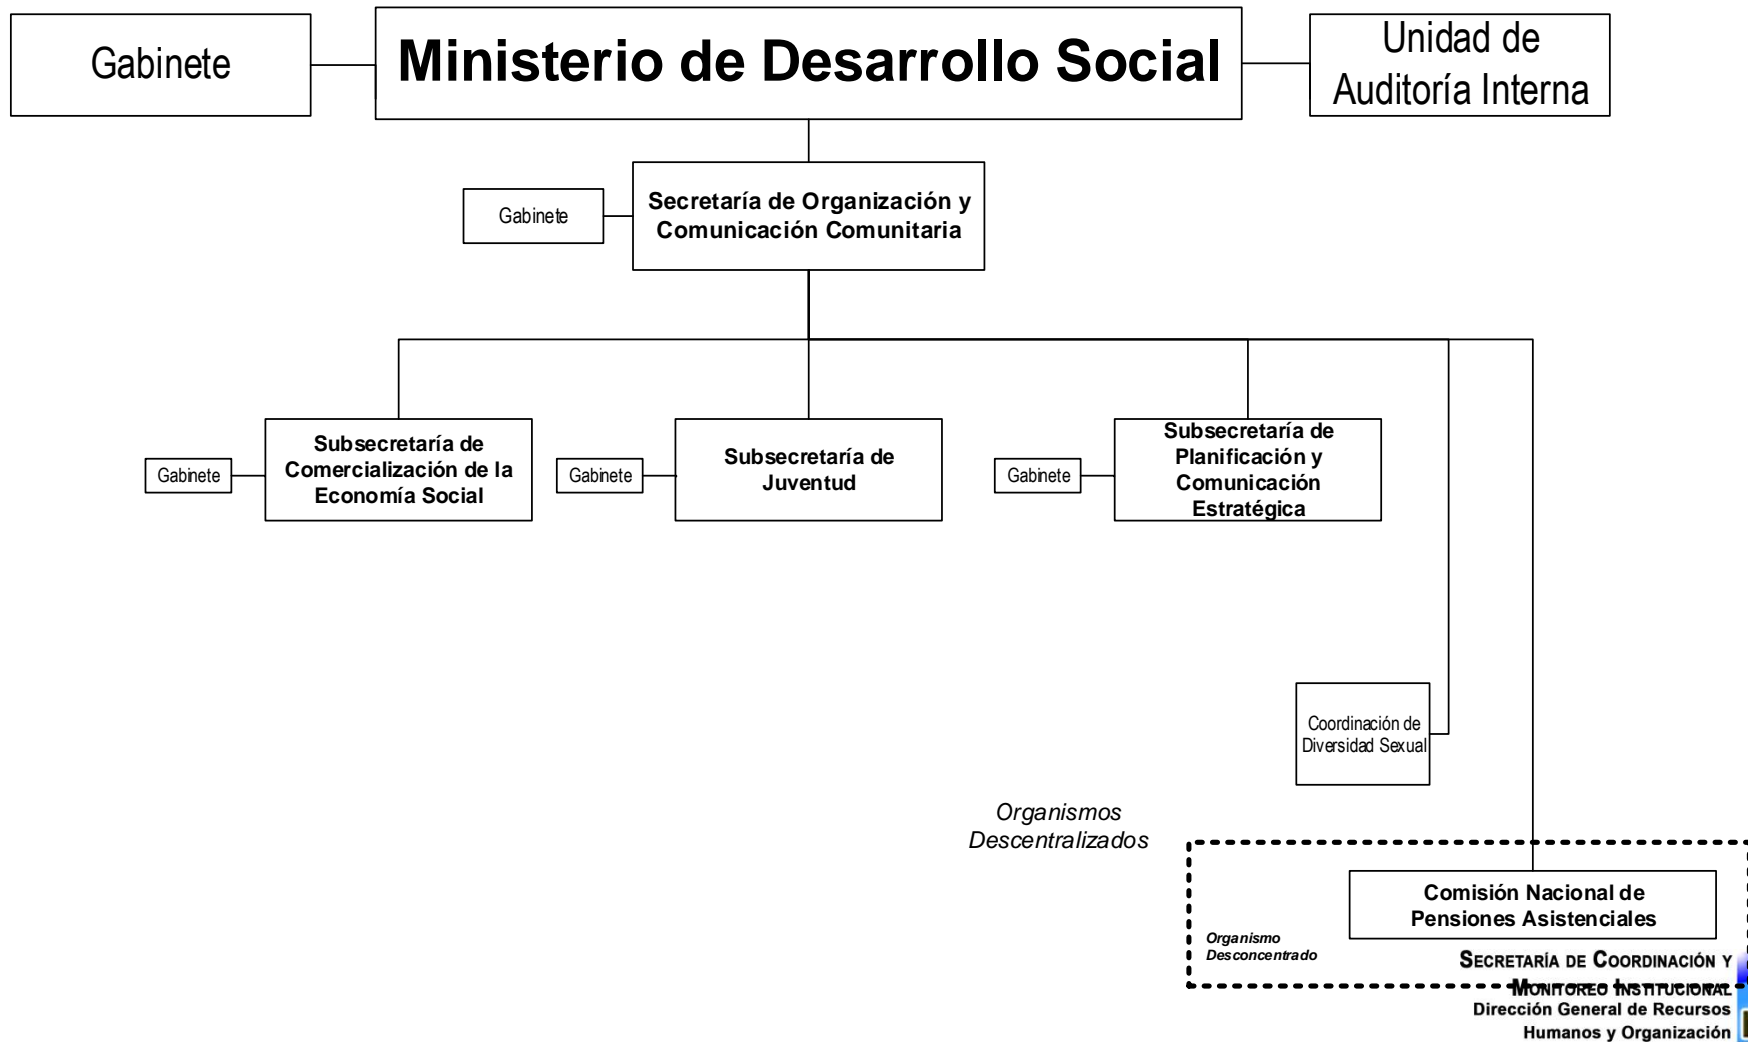 Gabinete
Ministerio de Desarrollo Social
Unidad de
Auditoría Interna
Gabinete
Secretaría de Organización y
Comunicación Comunitaria
Gabinete
Subsecretaría de
Comercialización de la
Economía Social
Gabinete
Subsecretaría de
Juventud
Gabinete
Subsecretaría de
Planificación y
Comunicación
Estratégica
Coordinación de
Diversidad Sexual
Organismos
Descentralizados
Comisión Nacional de
Pensiones Asistenciales
Organismo
Desconcentrado
SECRETARÍA DE COORDINACIÓN Y
MONITOREO INSTITUCIONAL
Dirección General de Recursos
Humanos y Organización